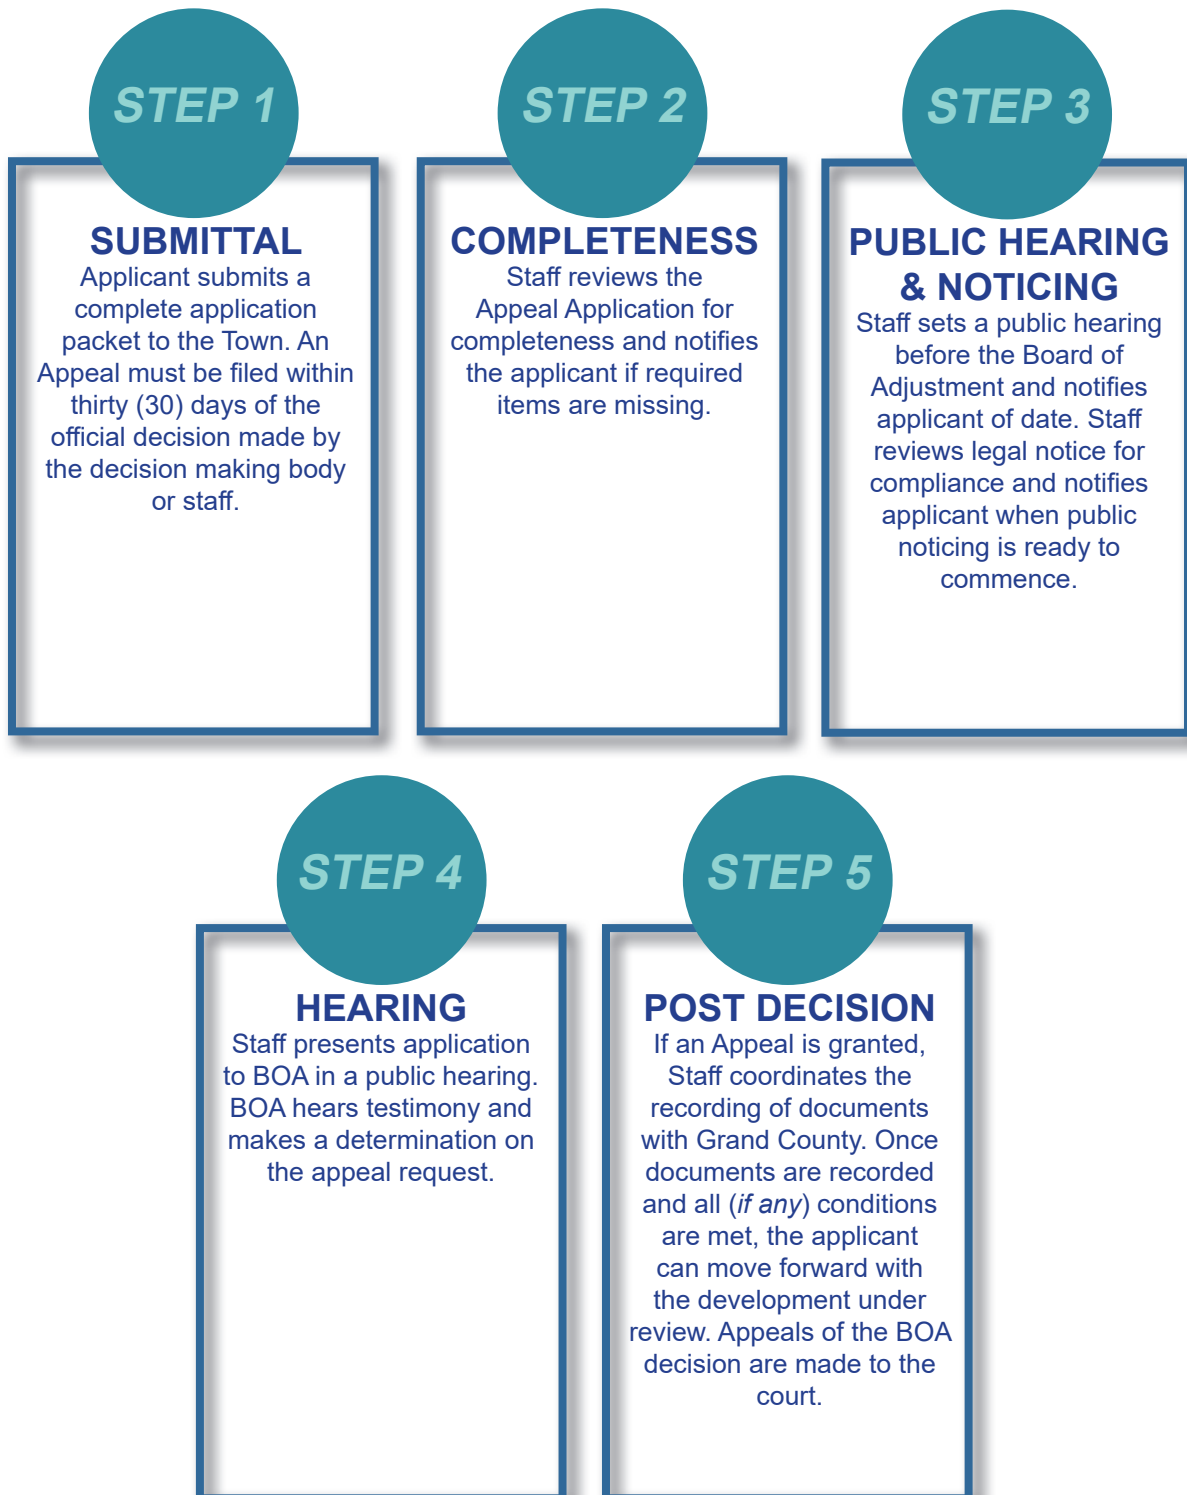 STEP 1
SUBMITTAL
Applicant submits a
complete application
packet to the Town. An
Appeal must be filed within
thirty (30) days of the
official decision made by
the decision making body
or staff.
STEP 2
COMPLETENESS
Staff reviews the
Appeal Application for
completeness and notifies
the applicant if required
items are missing.
STEP 3
PUBLIC HEARING
& NOTICING
Staff sets a public hearing
before the Board of
Adjustment and notifies
applicant of date. Staff
reviews legal notice for
compliance and notifies
applicant when public
noticing is ready to
commence.
STEP 4
HEARING
Staff presents application
to BOA in a public hearing.
BOA hears testimony and
makes a determination on
the appeal request.
STEP 5
POST DECISION
If an Appeal is granted,
Staff coordinates the
recording of documents
with Grand County. Once
documents are recorded
and all (if any) conditions
are met, the applicant
can move forward with
the development under
review. Appeals of the BOA
decision are made to the
court.